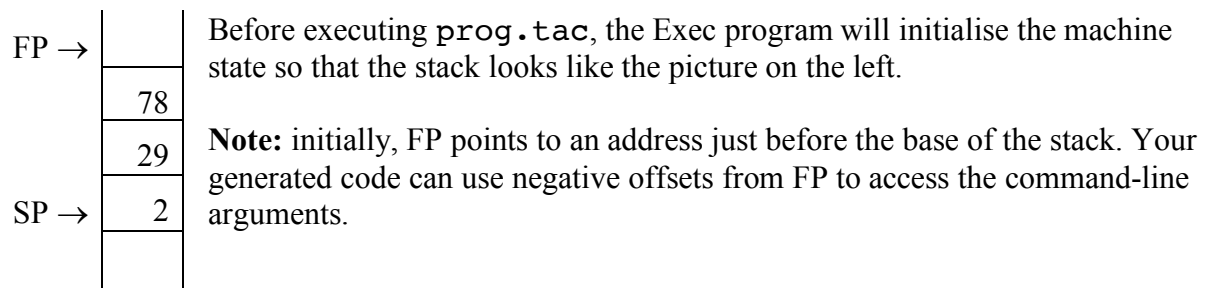 FP →
78
29
SP → 2
Before executing prog.tac, the Exec program will initialise the machine
state so that the stack looks like the picture on the left.
Note: initially, FP points to an address just before the base of the stack. Your
generated code can use negative offsets from FP to access the command-line
arguments.